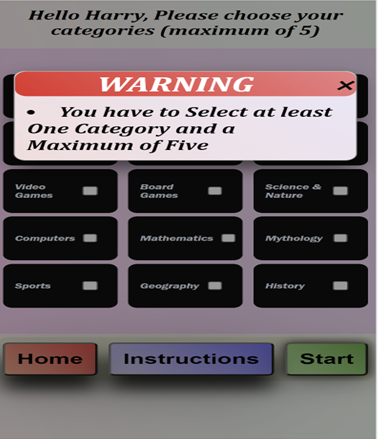 Hello Harry, Please choose your
categories (maximum of 5)
WARNING ×
• You have to Select at least
One Category and a
Maximum of Five
Video
Games
Board
Games
Science &
Nature
Computers
Mathematics
Mythology
Sports
Geography
History
Home
Instructions
Start